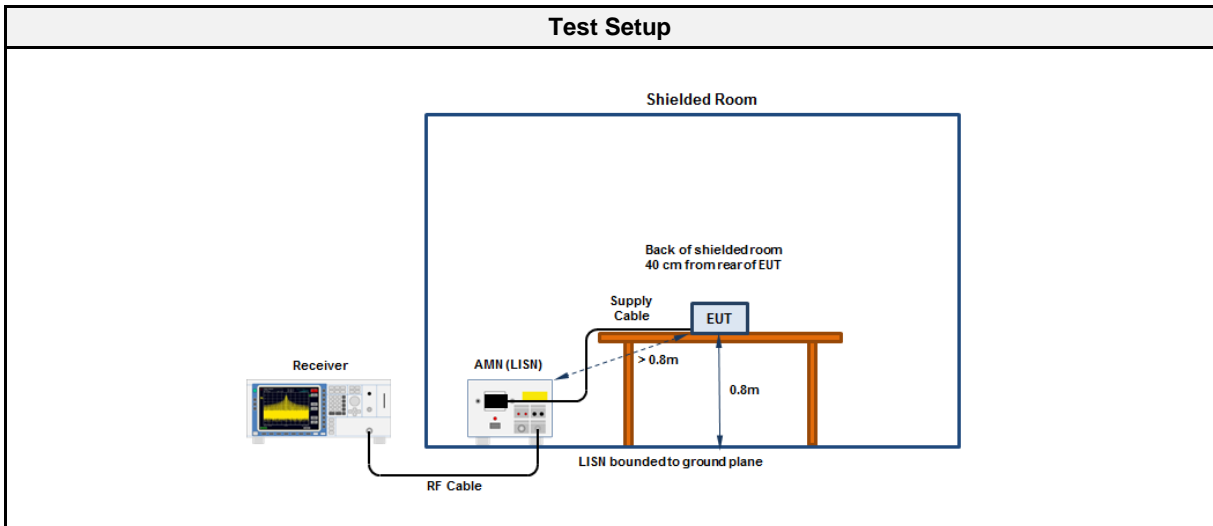 Test Setup
Shielded Room
Back of shielded room
40 cm from rear of EUT
Supply
Cable
EUT
> 0.8m
AMN (LISN)
Receiver
0.8m
LISN bounded to ground plane
RF Cable